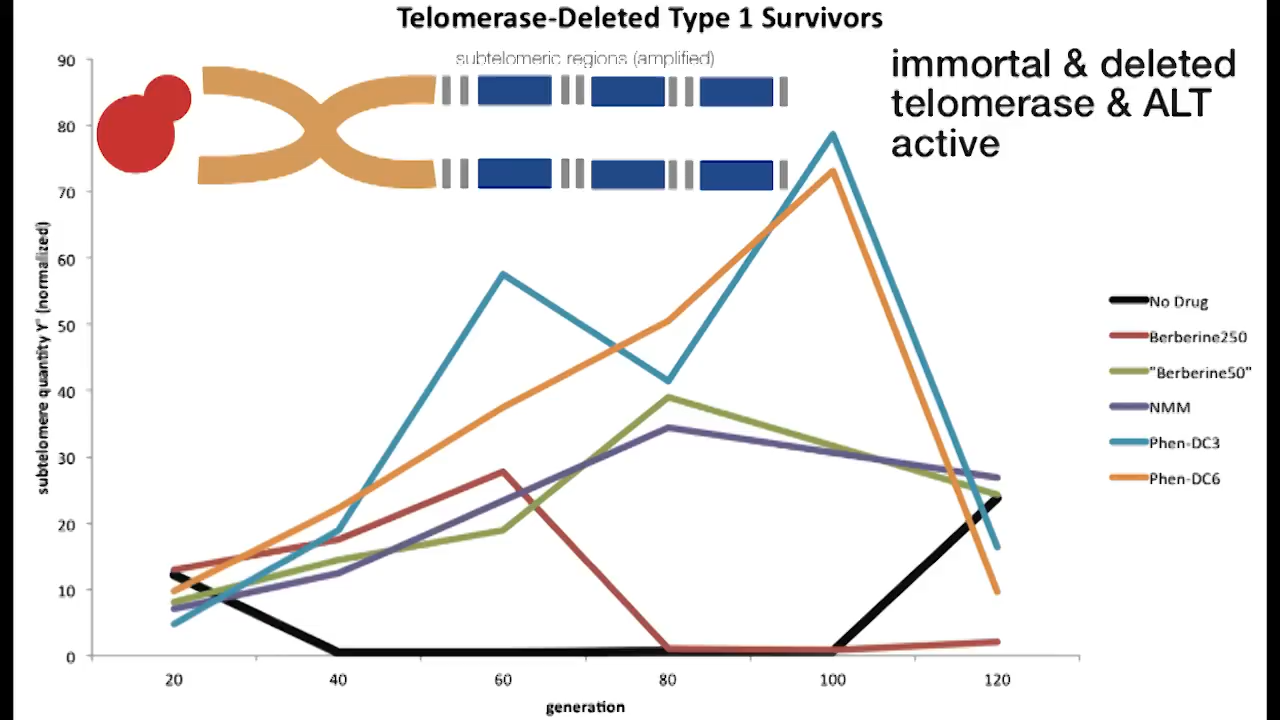 Telomerase-Deleted Type 1 Survivors
subtelomeric regions (amplified)
immortal & deleted
telomerase & ALT
active
subtelomere quantity Y' (normalized)
90
80
70
60
50
40
30
20
10
0
20 40 60 80 100 120
generation
No Drug
Berberine250
"Berberine50"
NMM
Phen-DC3
Phen-DC6